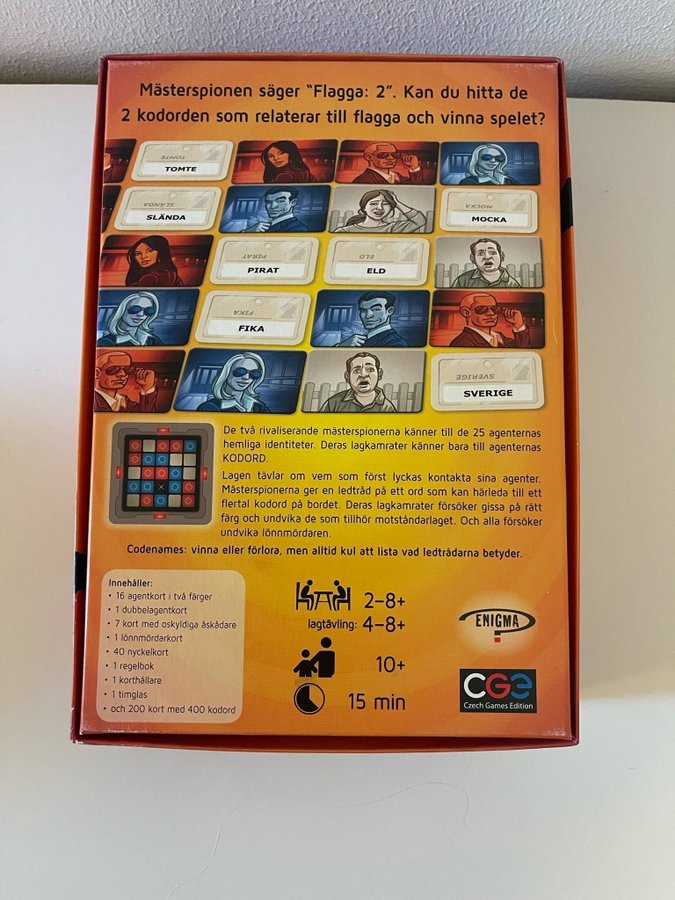 Mästerspionen säger "Flagga: 2". Kan du hitta de
2 kodorden som relaterar till flagga och vinna spelet?
TOMTE
TOMTE
SLÄNDA
SLÄNDA
MOCKA
MOCKA
PIRAT
PIRAT
ELD
ELD
FIKA
FIKA
SVERIGE
SVERIGE
De två rivaliserande mästerspionerna känner till de 25 agenternas
hemliga identiteter. Deras lagkamrater känner bara till agenternas
KODORD.
Lagen tävlar om vem som först lyckas kontakta sina agenter.
Mästerspionerna ger en ledtråd på ett ord som kan härleda till ett
flertal kodord på bordet. Deras lagkamrater försöker gissa på rätt
färg och undvika de som tillhör motståndarlaget. Och alla försöker
undvika lönnmördaren.
Codenames: vinna eller förlora, men alltid kul att lista vad ledtrådarna betyder.
Innehåller:
• 16 agentkort i två färger
• 1 dubbelagentkort
• 7 kort med oskyldiga åskådare
• 1 lönnmördarkort
• 40 nyckelkort
• 1 regelbok
• 1 korthållare
• 1 timglas
• och 200 kort med 400 kodord
2–8+
lagtävling: 4–8+
10+
15 min
ENIGMA
CGE
Czech Games Edition